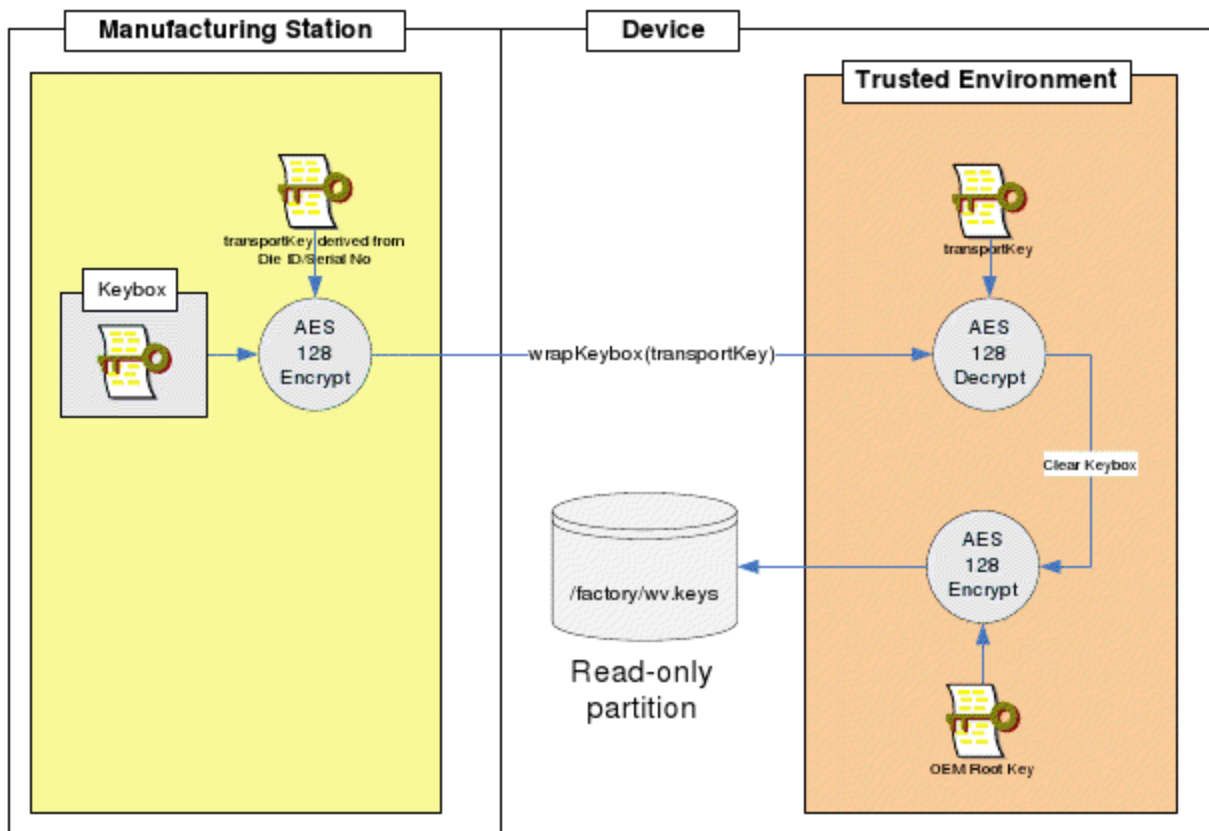 Manufacturing Station
Device
Trusted Environment
transportKey derived from
Die ID/Serial No
transportKey
Keybox
AES
128
Encrypt
wrapKeybox(transportKey)
AES
128
Decrypt
Clear Keybox
AES
128
Encrypt
/factory/wv.keys
Read-only
partition
OEM Root Key